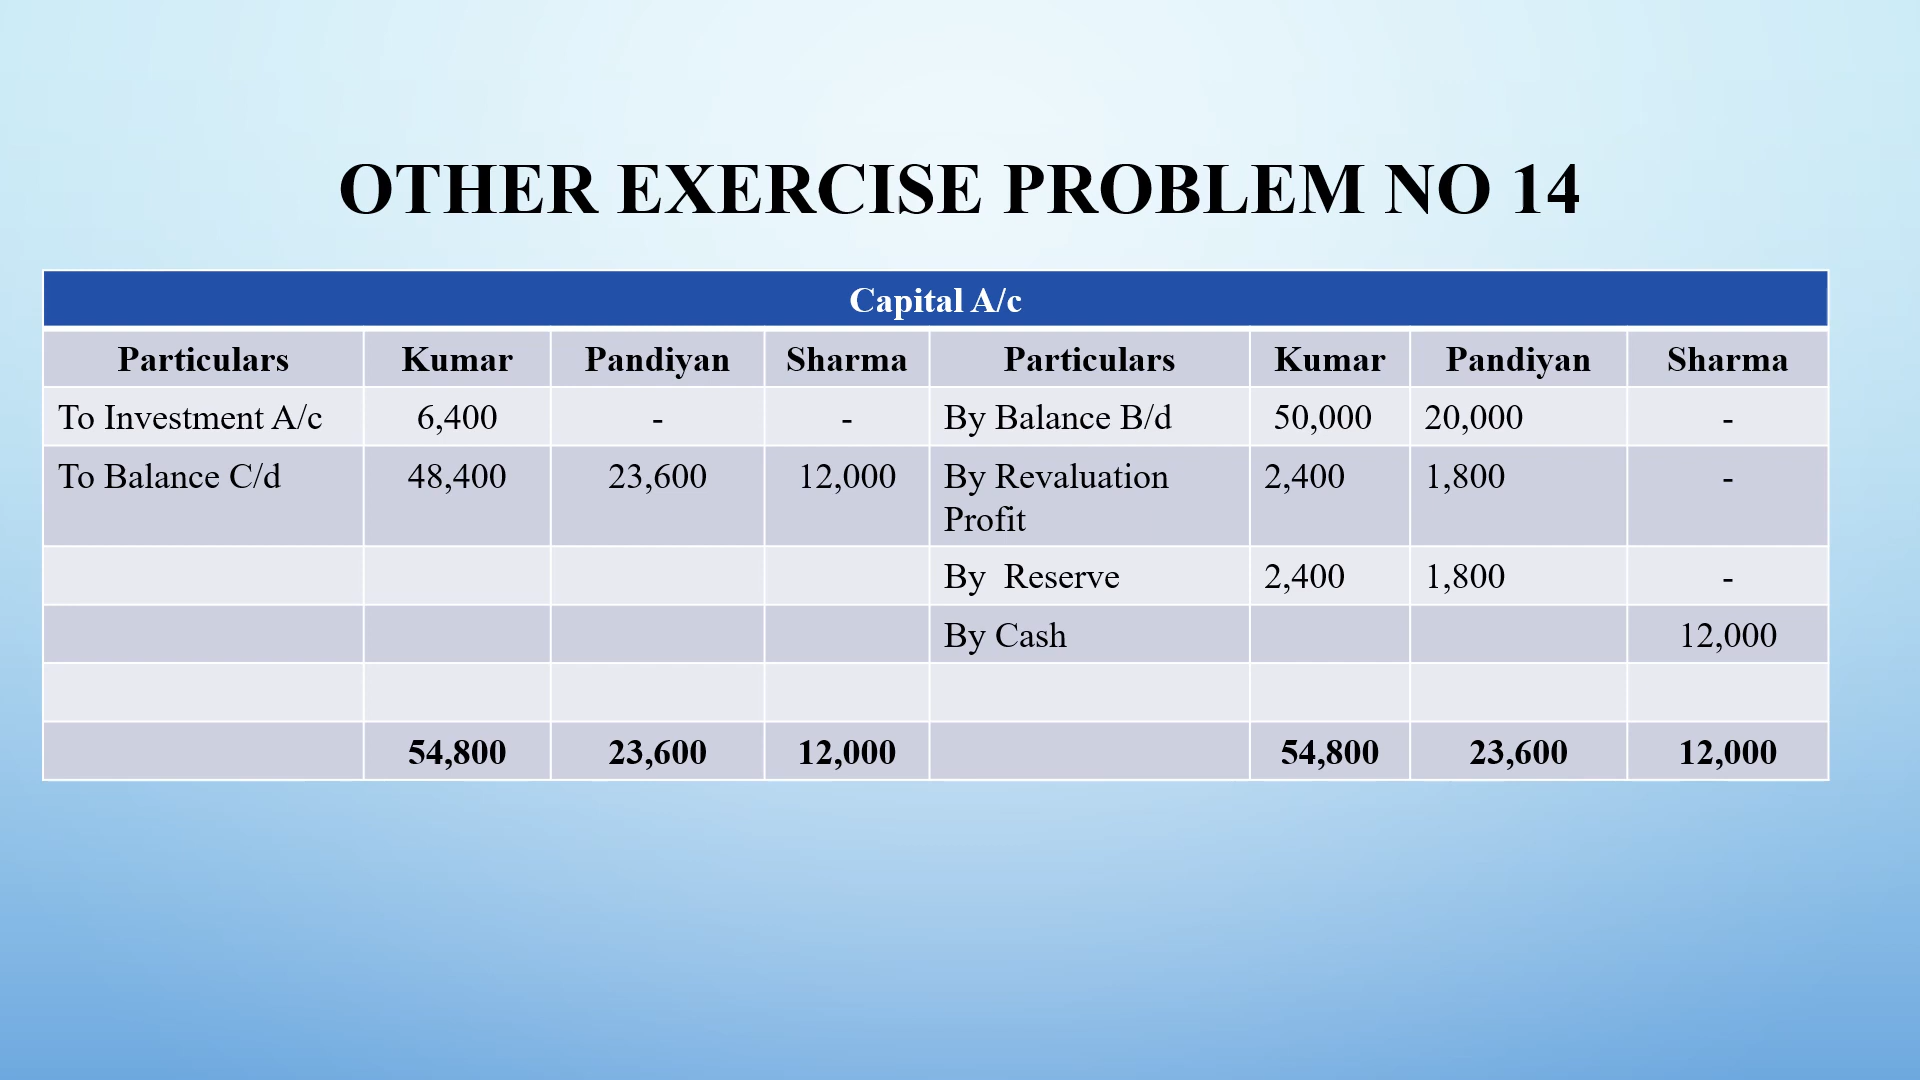 OTHER EXERCISE PROBLEM NO 14
Capital A/c
Particulars Kumar Pandiyan Sharma Particulars Kumar Pandiyan Sharma
To Investment A/c 6,400 - - By Balance B/d 50,000 20,000 -
To Balance C/d 48,400 23,600 12,000 By Revaluation 2,400 1,800 -
Profit
By Reserve 2,400 1,800 -
By Cash 12,000
54,800 23,600 12,000 54,800 23,600 12,000